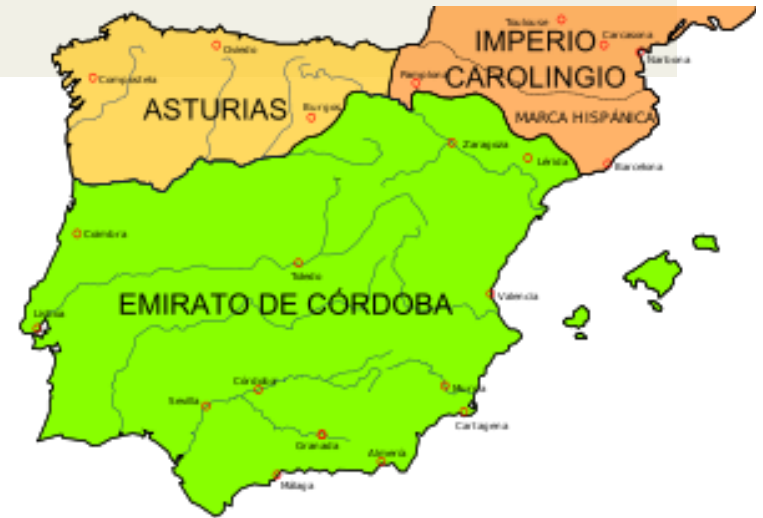 Toulouse
IMPERIO
Carcasona
Oviedo
Narbona
Pamplona
CAROLINGIO
Compostela
ASTURIAS
Burgos
MARCA HISPÁNICA
Zaragoza
Lérida
Barcelona
Coimbra
Toledo
EMIRATO DE CÓRDOBA
Valencia
Lisboa
Córdoba
Murcia
Sevilla
Cartagena
Granada
Almería
Málaga